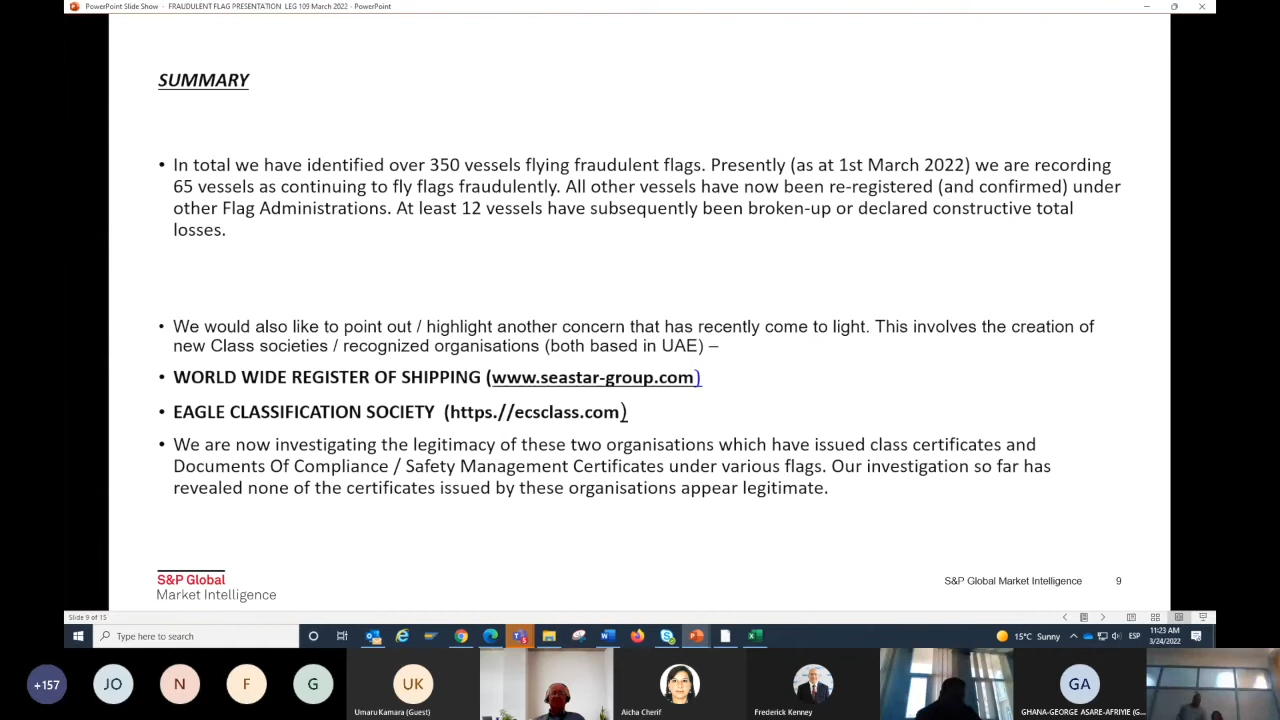 PowerPoint Slide Show - FRAUDULENT FLAG PRESENTATION LEG 109 March 2022 - PowerPoint
SUMMARY
• In total we have identified over 350 vessels flying fraudulent flags. Presently (as at 1st March 2022) we are recording
65 vessels as continuing to fly flags fraudulently. All other vessels have now been re-registered (and confirmed) under
other Flag Administrations. At least 12 vessels have subsequently been broken-up or declared constructive total
losses.
• We would also like to point out / highlight another concern that has recently come to light. This involves the creation of
new Class societies / recognized organisations (both based in UAE) –
• WORLD WIDE REGISTER OF SHIPPING (www.seastar-group.com)
• EAGLE CLASSIFICATION SOCIETY (https.//ecsclass.com)
• We are now investigating the legitimacy of these two organisations which have issued class certificates and
Documents Of Compliance / Safety Management Certificates under various flags. Our investigation so far has
revealed none of the certificates issued by these organisations appear legitimate.
S&P Global
Market Intelligence
S&P Global Market Intelligence 9
Slide 9 of 15
Type here to search
15°C Sunny
ESP
11:23 AM
3/24/2022
+157
JO
N
F
G
UK
GA
Umaru Kamara (Guest)
Aicha Cherif
Frederick Kenney
GHANA-GEORGE ASARE-AFRIYIE (G...